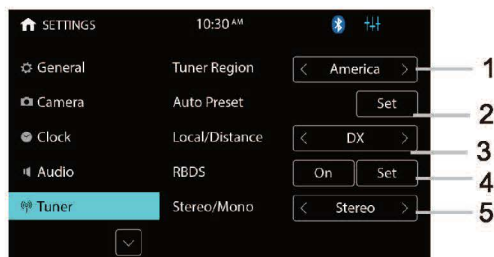 SETTINGS 10:30 AM
General Tuner Region America 1
Camera Auto Preset Set 2
Clock Local/Distance DX 3
Audio RBDS On Set 4
Tuner Stereo/Mono Stereo 5